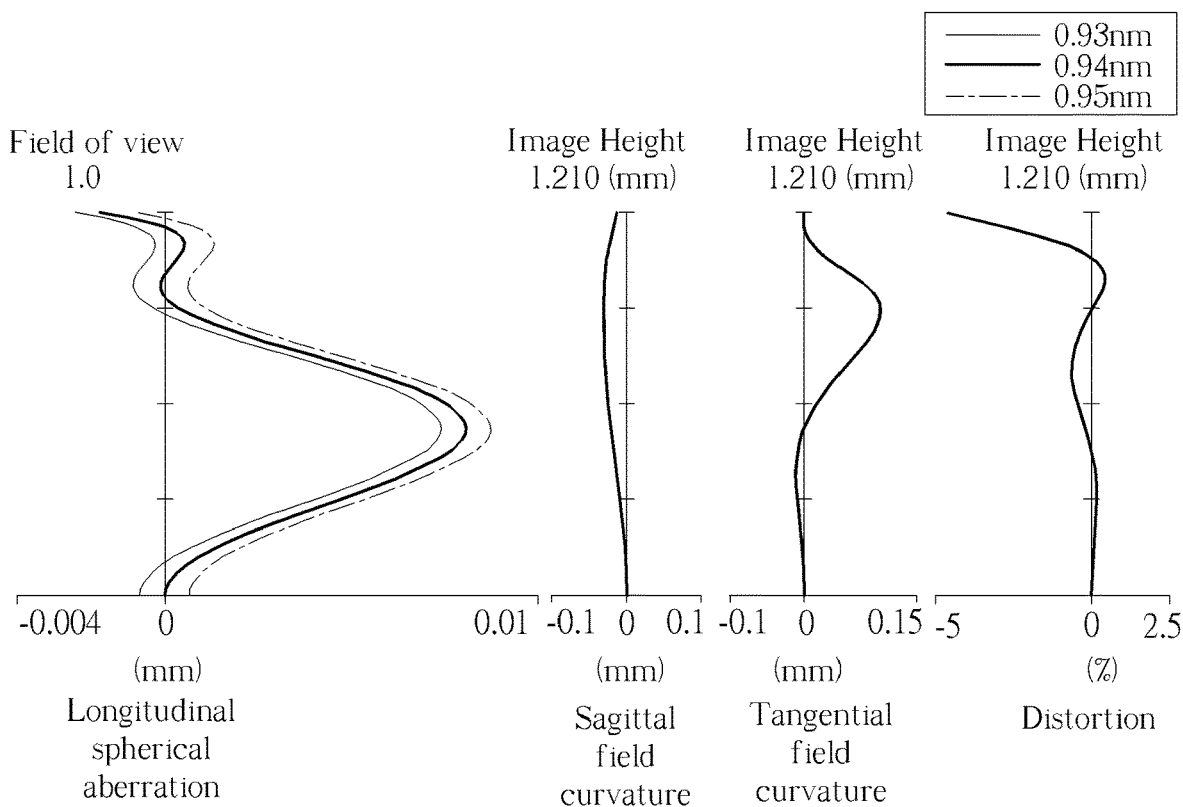 0.93nm
0.94nm
0.95nm
Field of view
1.0
Image Height
1.210 (mm)
Image Height
1.210 (mm)
Image Height
1.210 (mm)
-0.004 0 0.01
-0.1 0 0.1
-0.1 0 0.15
-5 0 2.5
(mm)
(mm)
(mm)
(%)
Longitudinal
spherical
aberration
Sagittal
field
curvature
Tangential
field
curvature
Distortion